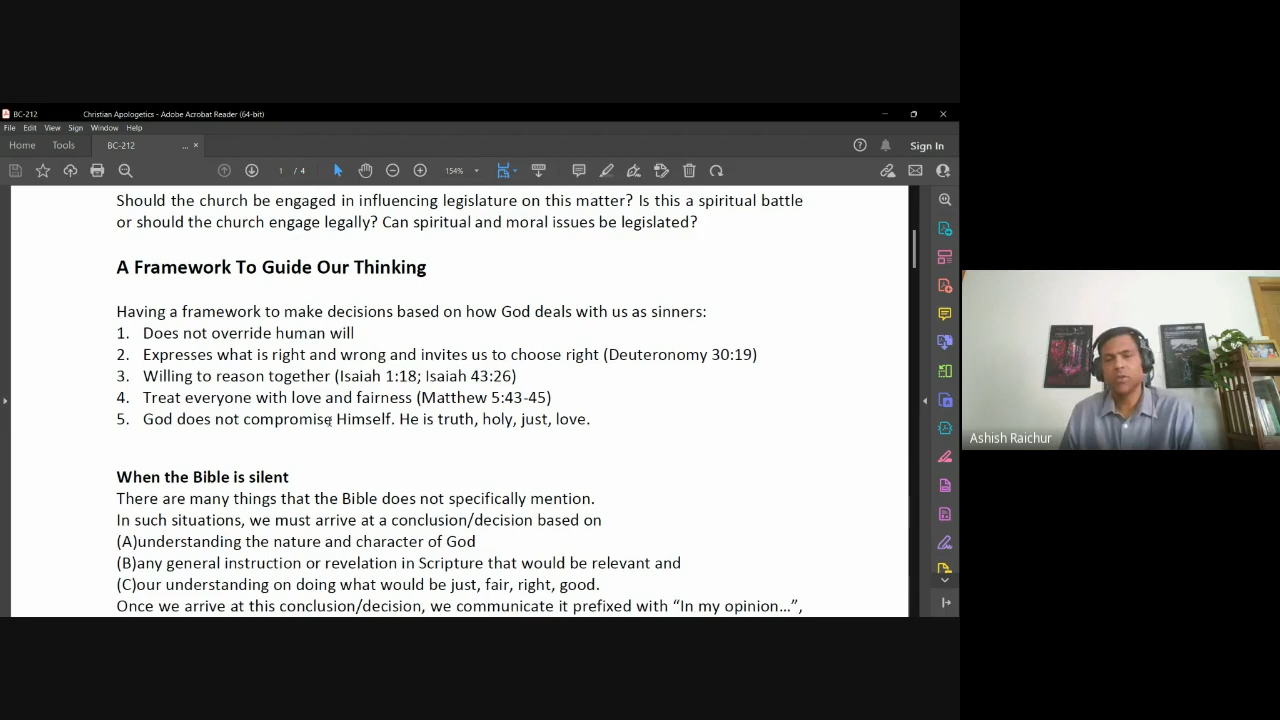 BC-212 Christian Apologetics - Adobe Acrobat Reader (64-bit)
File Edit View Sign Window Help
Home Tools BC-212 ... × Sign In
1 / 4 154%
Should the church be engaged in influencing legislature on this matter? Is this a spiritual battle
or should the church engage legally? Can spiritual and moral issues be legislated?
A Framework To Guide Our Thinking
Having a framework to make decisions based on how God deals with us as sinners:
1. Does not override human will
2. Expresses what is right and wrong and invites us to choose right (Deuteronomy 30:19)
3. Willing to reason together (Isaiah 1:18; Isaiah 43:26)
4. Treat everyone with love and fairness (Matthew 5:43-45)
5. God does not compromise Himself. He is truth, holy, just, love.
When the Bible is silent
There are many things that the Bible does not specifically mention.
In such situations, we must arrive at a conclusion/decision based on
(A)understanding the nature and character of God
(B)any general instruction or revelation in Scripture that would be relevant and
(C)our understanding on doing what would be just, fair, right, good.
Once we arrive at this conclusion/decision, we communicate it prefixed with “In my opinion...”,
Ashish Raichur